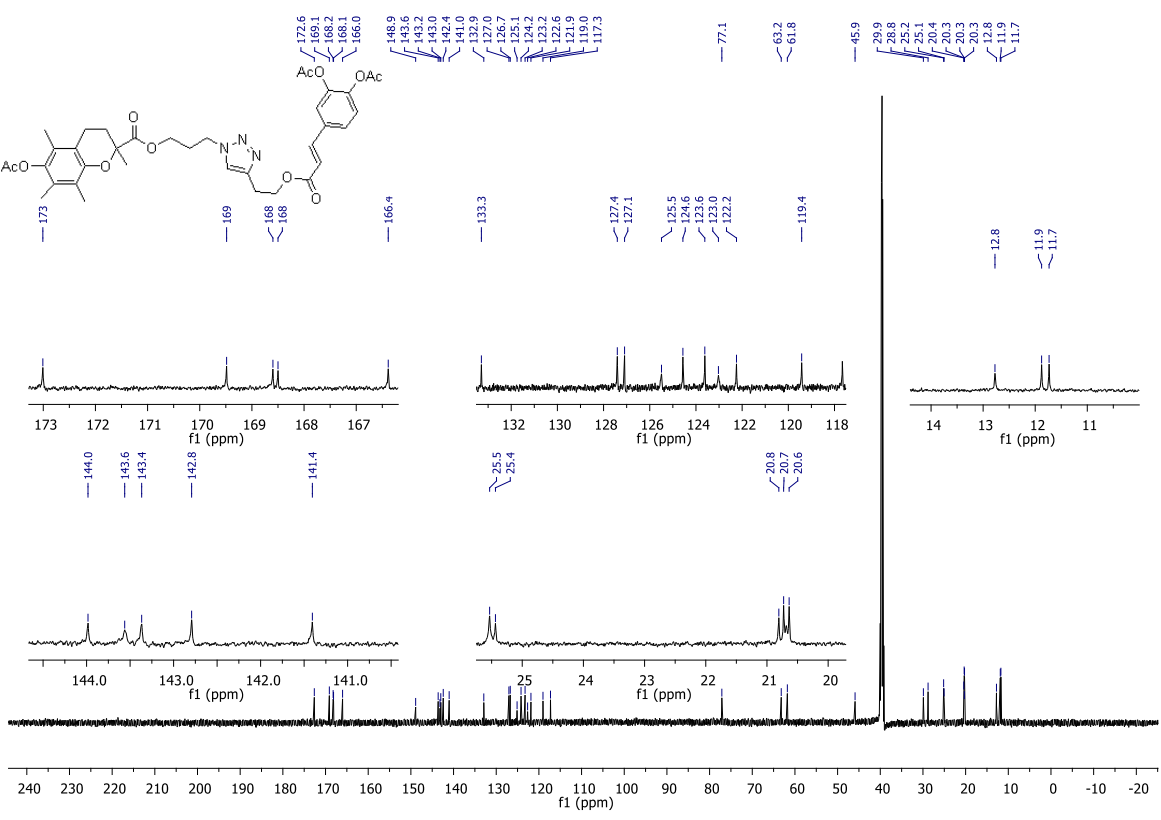 172.6 169.1 168.2 168.1 166.0 148.9 143.6 143.2 143.0 142.4 141.0 132.9 127.0 126.7 125.1 124.2 123.2 122.6 121.9 119.0 117.3 77.1 63.2 61.8 45.9 29.9 28.8 25.2 25.1 20.4 20.3 20.3 20.3 12.8 11.9 11.7
AcO OAc
O
O N N N
O
AcO O
O
173 169 168 168 166.4 133.3 127.4 127.1 125.5 124.6 123.6 123.0 122.2 119.4 12.8 11.9 11.7
173 172 171 170 169 168 167
f1 (ppm)
132 130 128 126 124 122 120 118
f1 (ppm)
14 13 12 11
f1 (ppm)
144.0 143.6 143.4 142.8 141.4 25.5 25.4 20.8 20.7 20.6
144.0 143.0 142.0 141.0
f1 (ppm)
25 24 23 22 21 20
f1 (ppm)
240 230 220 210 200 190 180 170 160 150 140 130 120 110 100 90 80 70 60 50 40 30 20 10 0 -10 -20
f1 (ppm)